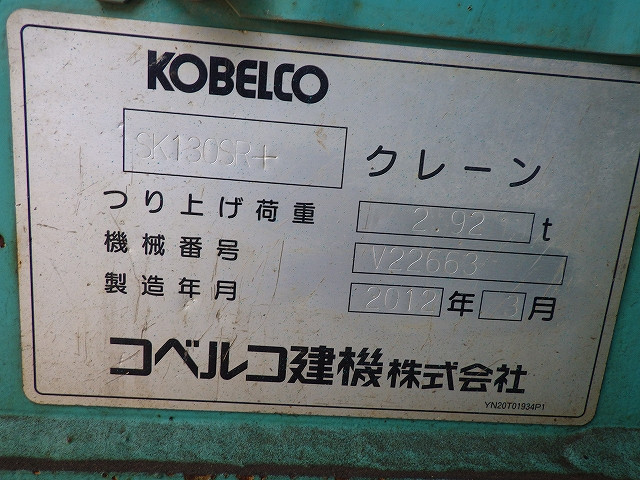 KOBELCO
SK130SR+ クレーン
つり上げ荷重 2.92 t
機械番号 V22663
製造年月 2012 年 3 月
コベルコ建機株式会社
YN20T01934P1